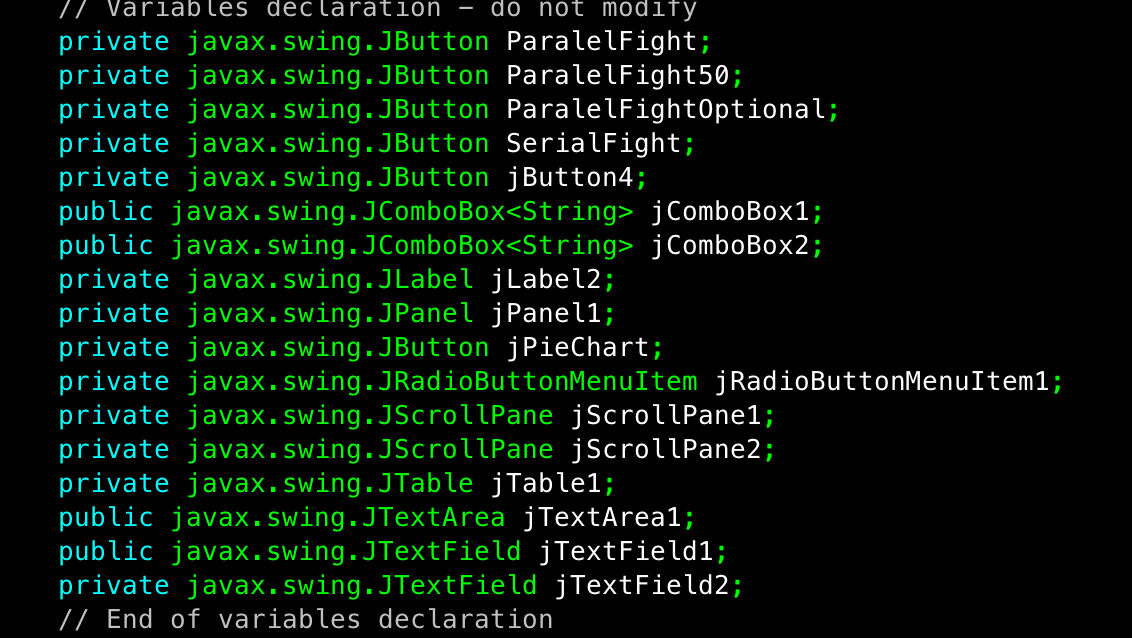 // Variables declaration – do not modify
private javax.swing.JButton ParalelFight;
private javax.swing.JButton ParalelFight50;
private javax.swing.JButton ParalelFightOptional;
private javax.swing.JButton SerialFight;
private javax.swing.JButton jButton4;
public javax.swing.JComboBox<String> jComboBox1;
public javax.swing.JComboBox<String> jComboBox2;
private javax.swing.JLabel jLabel2;
private javax.swing.JPanel jPanel1;
private javax.swing.JButton jPieChart;
private javax.swing.JRadioButtonMenuItem jRadioButtonMenuItem1;
private javax.swing.JScrollPane jScrollPane1;
private javax.swing.JScrollPane jScrollPane2;
private javax.swing.JTable jTable1;
public javax.swing.JTextArea jTextArea1;
public javax.swing.JTextField jTextField1;
private javax.swing.JTextField jTextField2;
// End of variables declaration